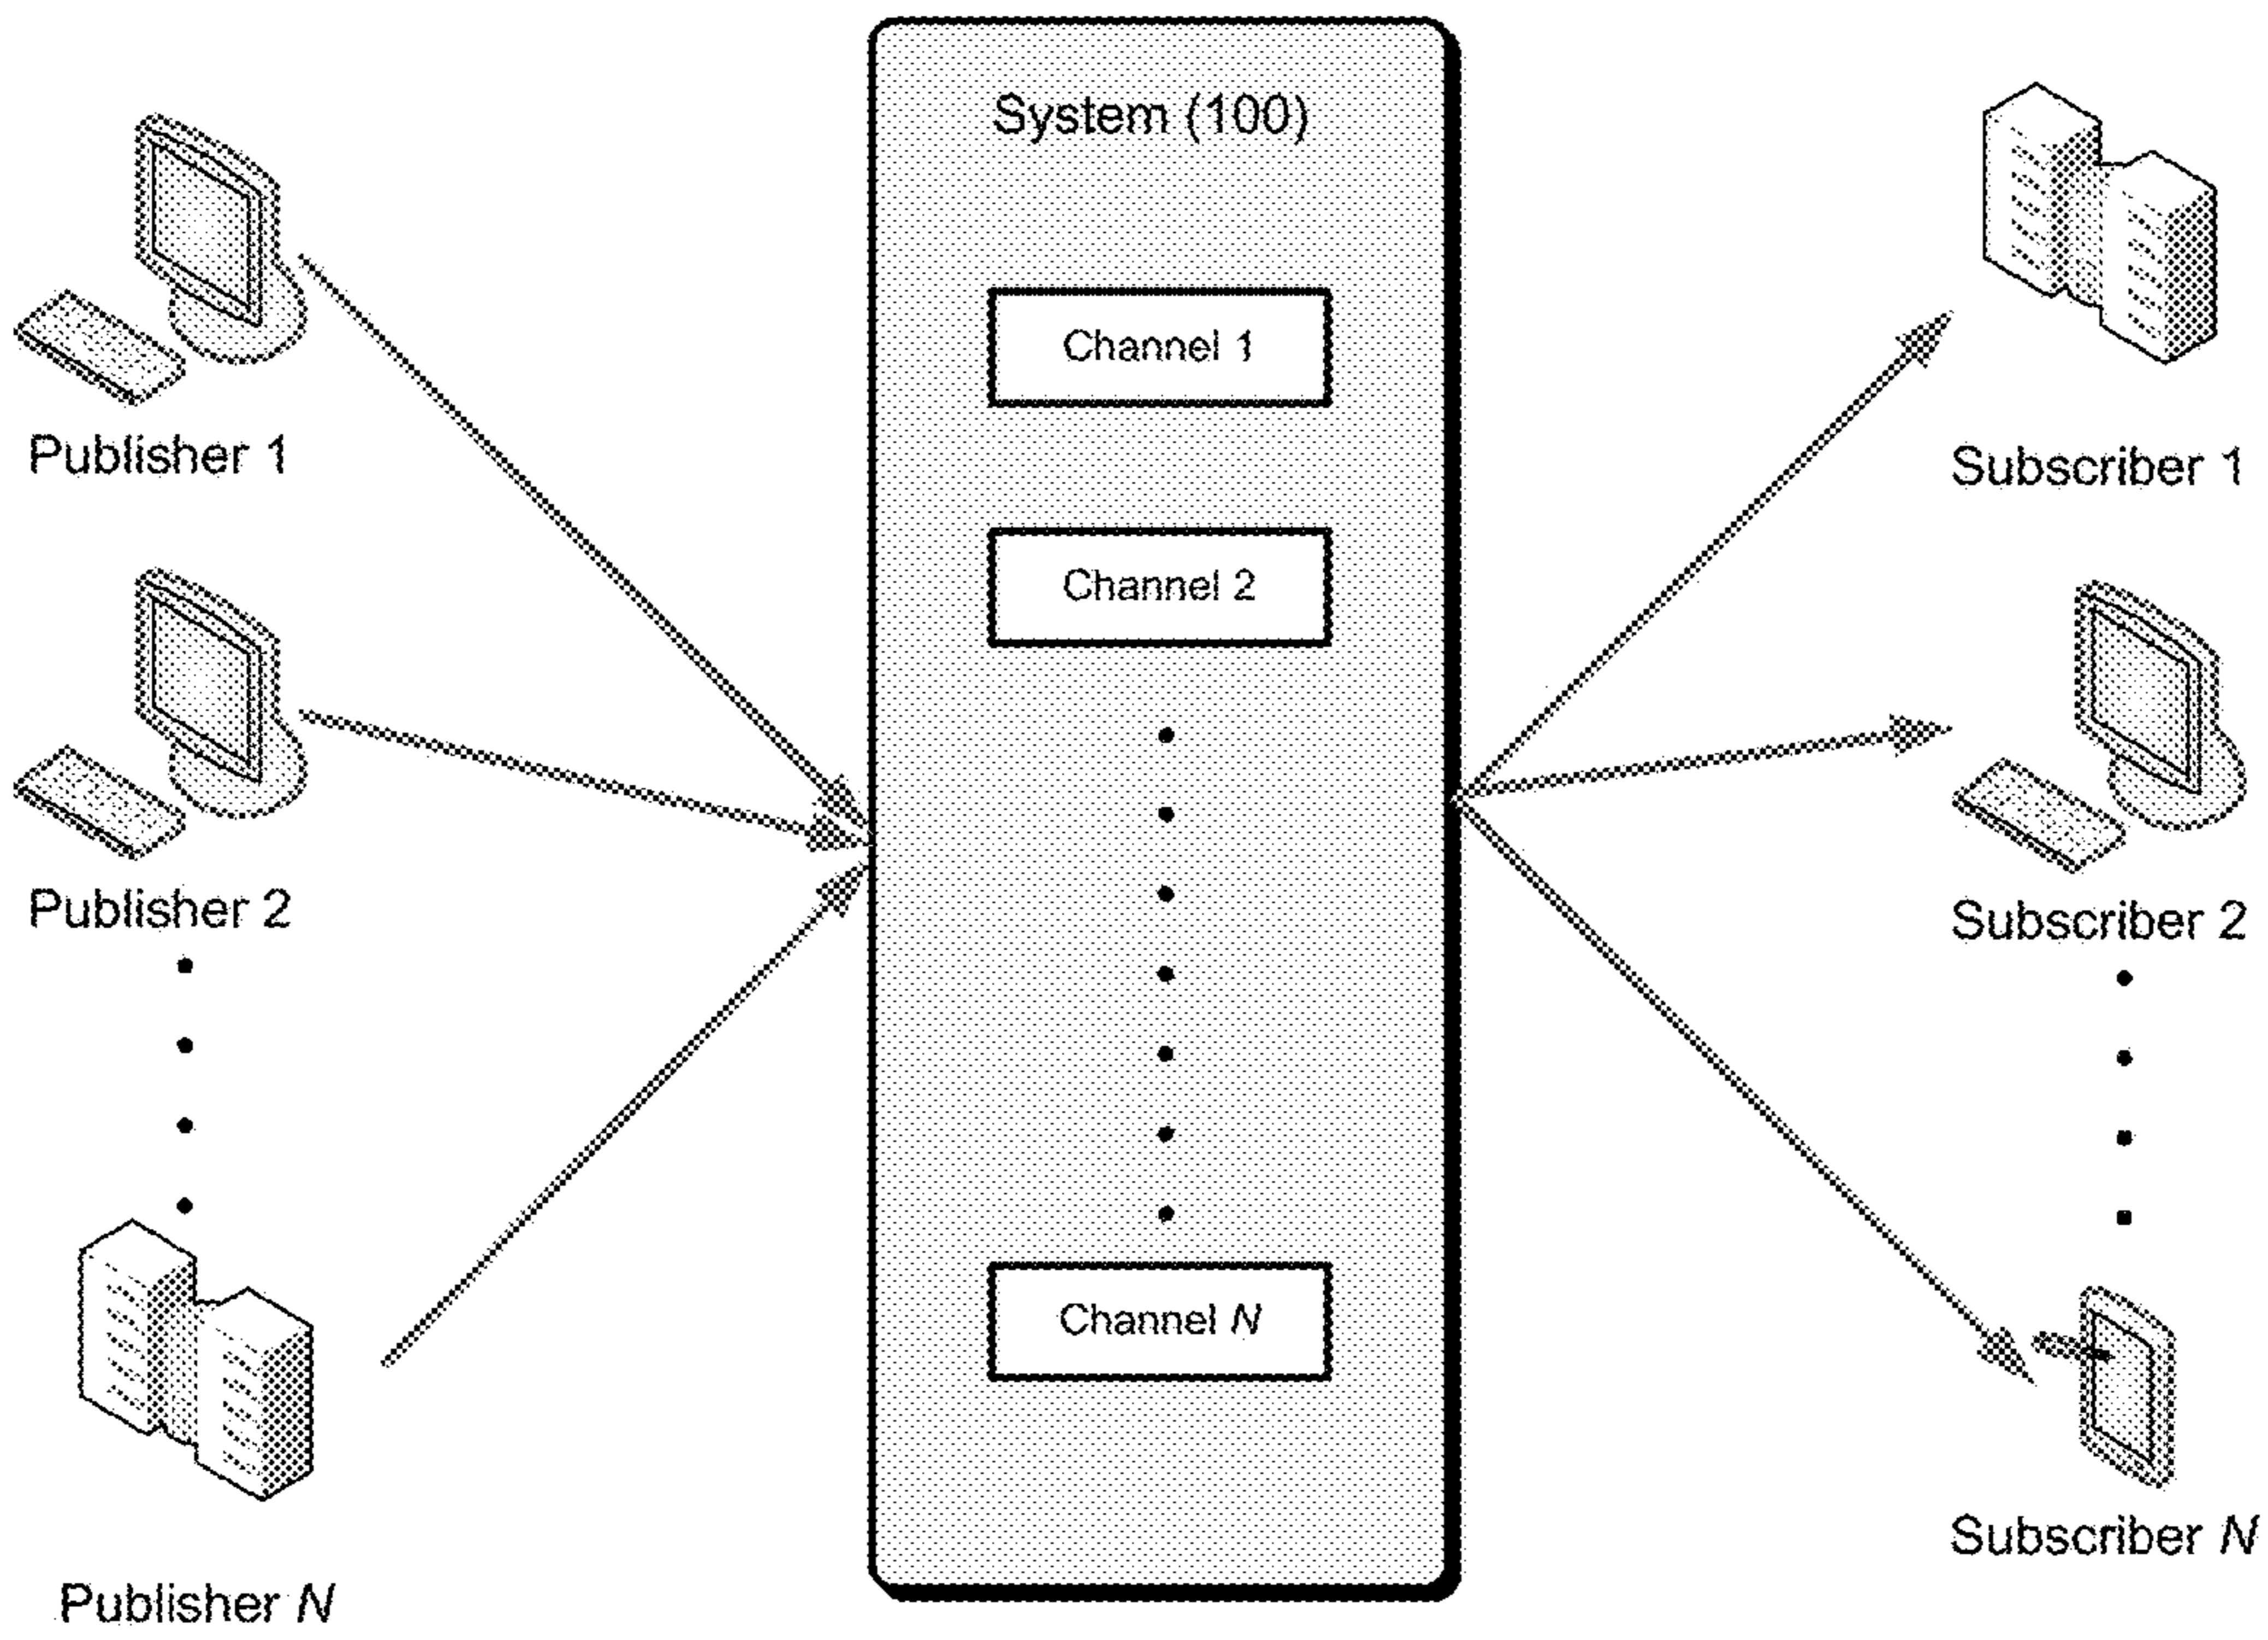 System (100)
Publisher 1
Channel 1
Subscriber 1
Publisher 2
Channel 2
Subscriber 2
Publisher N
Channel N
Subscriber N